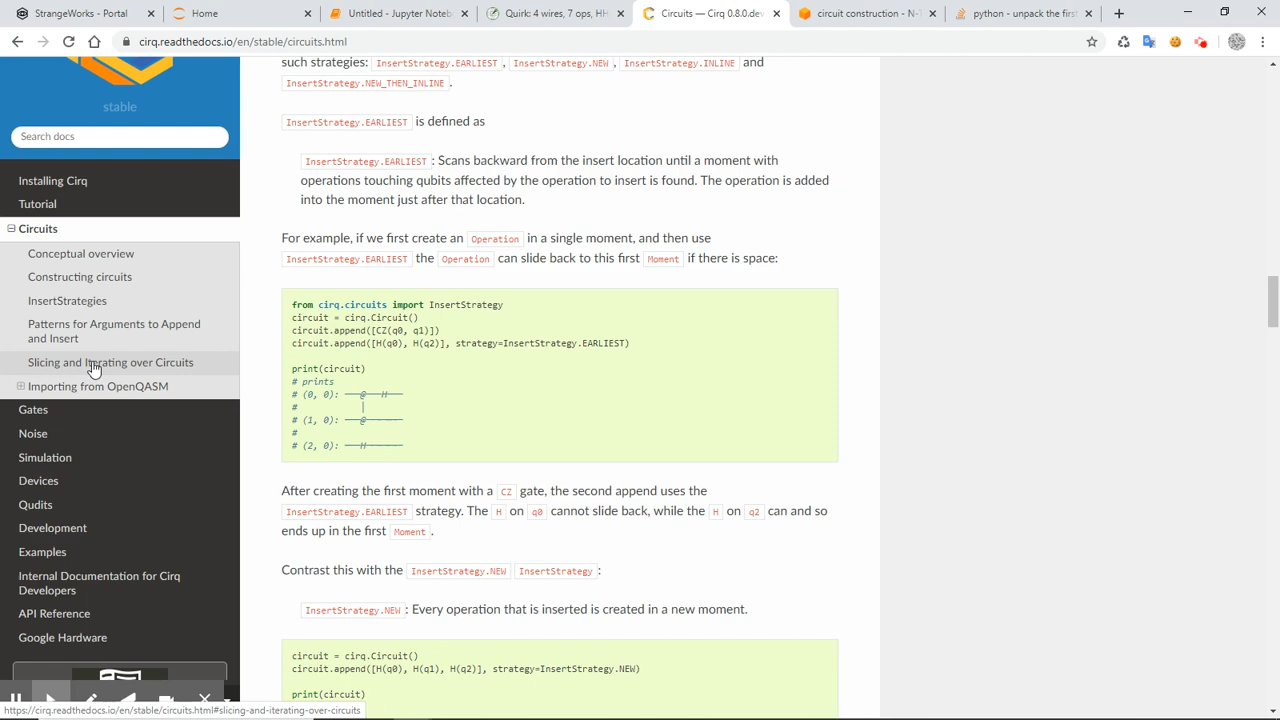 StrangeWorks - Portal
Home
Untitled - Jupyter Noteb
Quirk: 4 wires, 7 ops, HH
Circuits — Cirq 0.8.0.dev
circuit construction - N-T
python - unpack the first
cirq.readthedocs.io/en/stable/circuits.html
stable
Search docs
Installing Cirq
Tutorial
Circuits
Conceptual overview
Constructing circuits
InsertStrategies
Patterns for Arguments to Append
and Insert
Slicing and Iterating over Circuits
Importing from OpenQASM
Gates
Noise
Simulation
Devices
Qudits
Development
Examples
Internal Documentation for Cirq
Developers
API Reference
Google Hardware
https://cirq.readthedocs.io/en/stable/circuits.html#slicing-and-iterating-over-circuits
such strategies: InsertStrategy.EARLIEST , InsertStrategy.NEW , InsertStrategy.INLINE and
InsertStrategy.NEW_THEN_INLINE .
InsertStrategy.EARLIEST is defined as
InsertStrategy.EARLIEST : Scans backward from the insert location until a moment with
operations touching qubits affected by the operation to insert is found. The operation is added
into the moment just after that location.
For example, if we first create an Operation in a single moment, and then use
InsertStrategy.EARLIEST the Operation can slide back to this first Moment if there is space:
from cirq.circuits import InsertStrategy
circuit = cirq.Circuit()
circuit.append([CZ(q0, q1)])
circuit.append([H(q0), H(q2)], strategy=InsertStrategy.EARLIEST)
print(circuit)
# prints
# (0, 0): ───@───H───
#            │
# (1, 0): ───@───────
#
# (2, 0): ───H───────
After creating the first moment with a CZ gate, the second append uses the
InsertStrategy.EARLIEST strategy. The H on q0 cannot slide back, while the H on q2 can and so
ends up in the first Moment .
Contrast this with the InsertStrategy.NEW InsertStrategy :
InsertStrategy.NEW : Every operation that is inserted is created in a new moment.
circuit = cirq.Circuit()
circuit.append([H(q0), H(q1), H(q2)], strategy=InsertStrategy.NEW)
print(circuit)